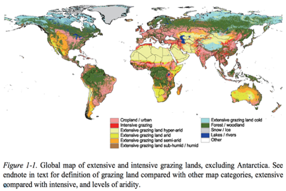 Cropland / urban
Intensive grazing
Extensive grazing land hyper-arid
Extensive grazing land arid
Extensive grazing land semi-arid
Extensive grazing land sub-humid / humid
Extensive grazing land cold
Forest / woodland
Snow / ice
Lakes / rivers
Other
Figure 1-1. Global map of extensive and intensive grazing lands, excluding Antarctica. See
endnote in text for definition of grazing land compared with other map categories, extensive
compared with intensive, and levels of aridity.